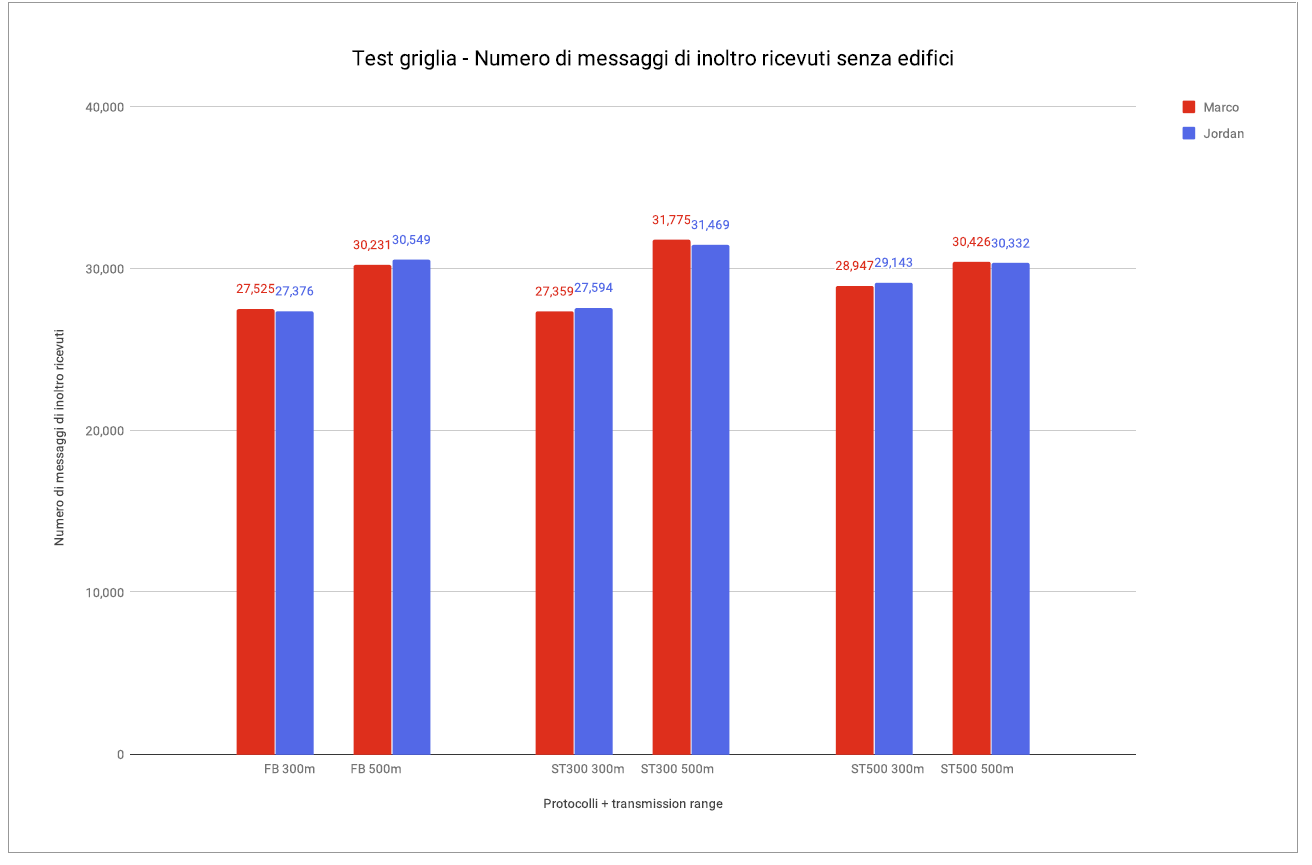 Test griglia - Numero di messaggi di inoltro ricevuti senza edifici
Marco
Jordan
40,000
30,000
20,000
10,000
0
Numero di messaggi di inoltro ricevuti
27,525 27,376
30,231 30,549
27,359 27,594
31,775 31,469
28,947 29,143
30,426 30,332
FB 300m FB 500m ST300 300m ST300 500m ST500 300m ST500 500m
Protocolli + transmission range